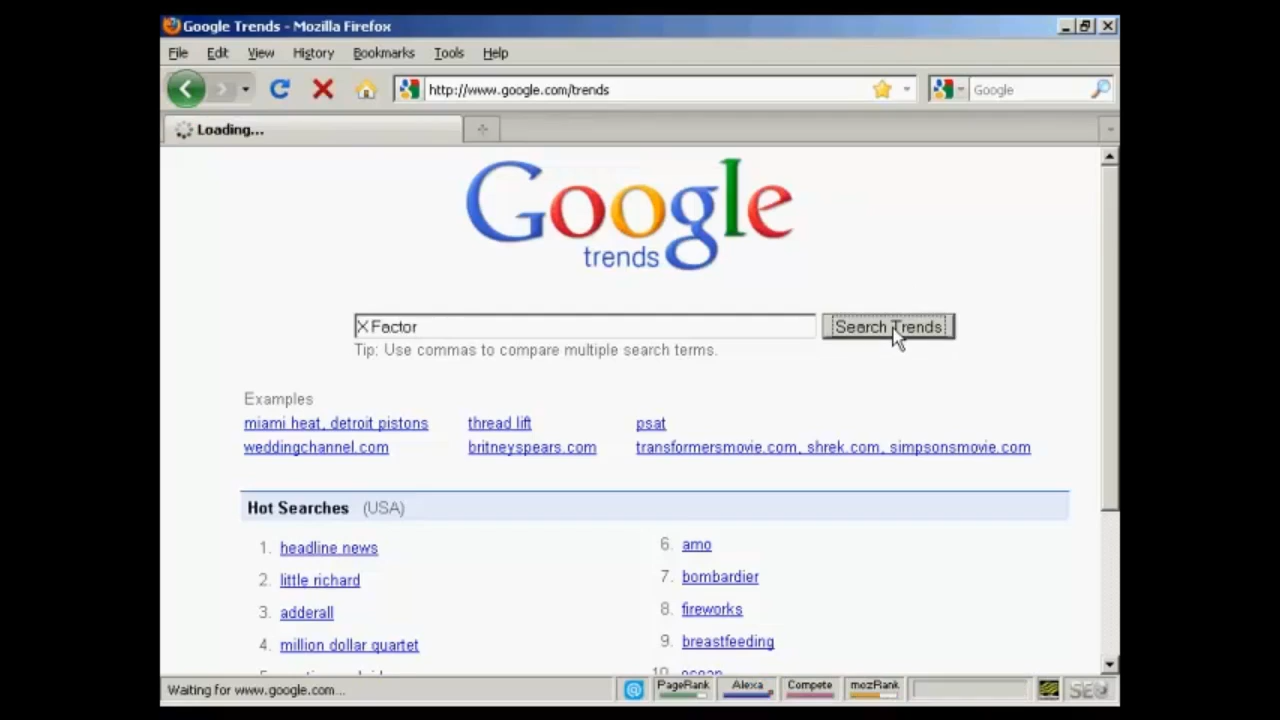 Google Trends - Mozilla Firefox
File Edit View History Bookmarks Tools Help
http://www.google.com/trends
Google
Loading...
Google
trends
X Factor
Search Trends
Tip: Use commas to compare multiple search terms.
Examples
miami heat, detroit pistons thread lift psat
weddingchannel.com britneyspears.com transformersmovie.com, shrek.com, simpsonsmovie.com
Hot Searches (USA)
1. headline news
2. little richard
3. adderall
4. million dollar quartet
6. amo
7. bombardier
8. fireworks
9. breastfeeding
10. ocean
Waiting for www.google.com...
PageRank Alexa Compete mozRank